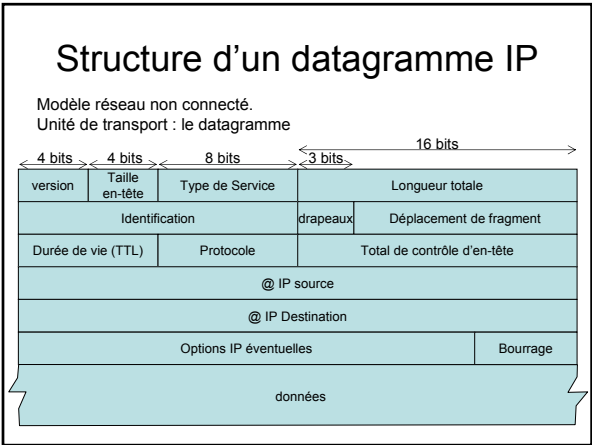 Structure d’un datagramme IP
Modèle réseau non connecté.
Unité de transport : le datagramme
16 bits
4 bits 4 bits 8 bits 3 bits
version Taille en-tête Type de Service Longueur totale
Identification drapeaux Déplacement de fragment
Durée de vie (TTL) Protocole Total de contrôle d’en-tête
@ IP source
@ IP Destination
Options IP éventuelles Bourrage
données